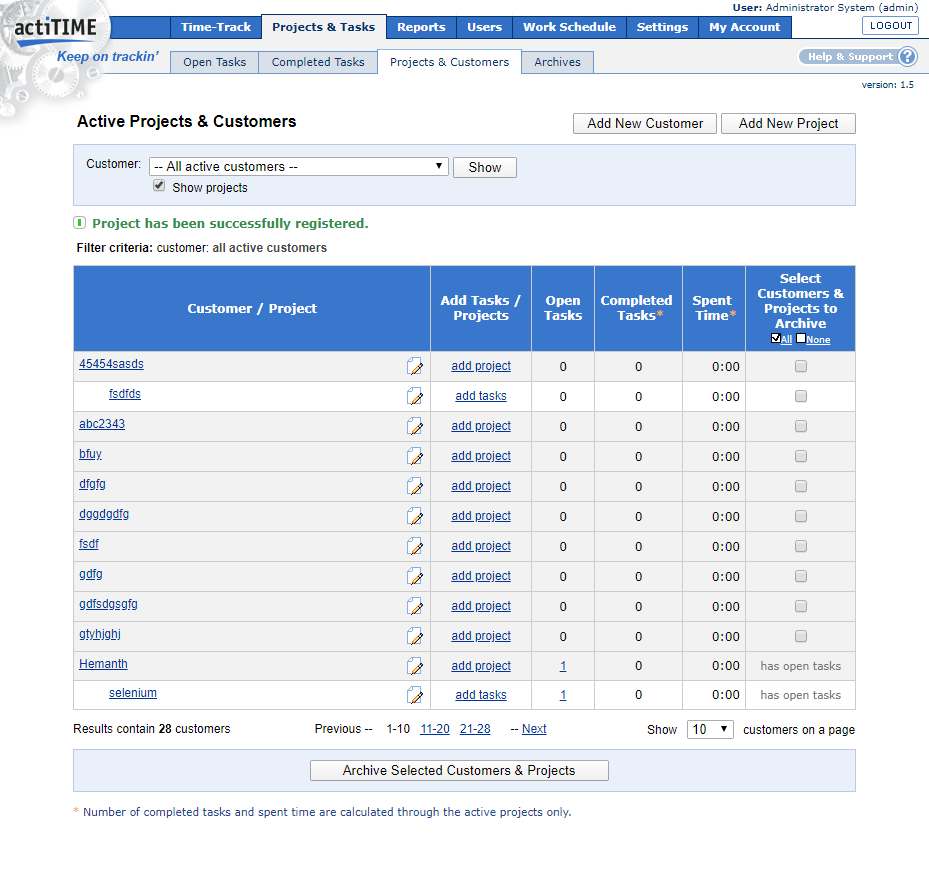 User: Administrator System (admin)
actiTIME
Time-Track Projects & Tasks Reports Users Work Schedule Settings My Account LOGOUT
Keep on trackin’
Open Tasks Completed Tasks Projects & Customers Archives Help & Support ?
version: 1.5
Active Projects & Customers Add New Customer Add New Project
Customer: -- All active customers -- Show
Show projects
Project has been successfully registered.
Filter criteria: customer: all active customers
Customer / Project Add Tasks / Projects Open Tasks Completed Tasks* Spent Time* Select Customers & Projects to Archive All None
45454sasds add project 0 0 0:00
fsdfds add tasks 0 0 0:00
abc2343 add project 0 0 0:00
bfuy add project 0 0 0:00
dfgfg add project 0 0 0:00
dggdgdfg add project 0 0 0:00
fsdf add project 0 0 0:00
gdfg add project 0 0 0:00
gdfsdgsgfg add project 0 0 0:00
gtyhjghj add project 0 0 0:00
Hemanth add project 1 0 0:00 has open tasks
selenium add tasks 1 0 0:00 has open tasks
Results contain 28 customers Previous -- 1-10 11-20 21-28 -- Next Show 10 customers on a page
Archive Selected Customers & Projects
* Number of completed tasks and spent time are calculated through the active projects only.